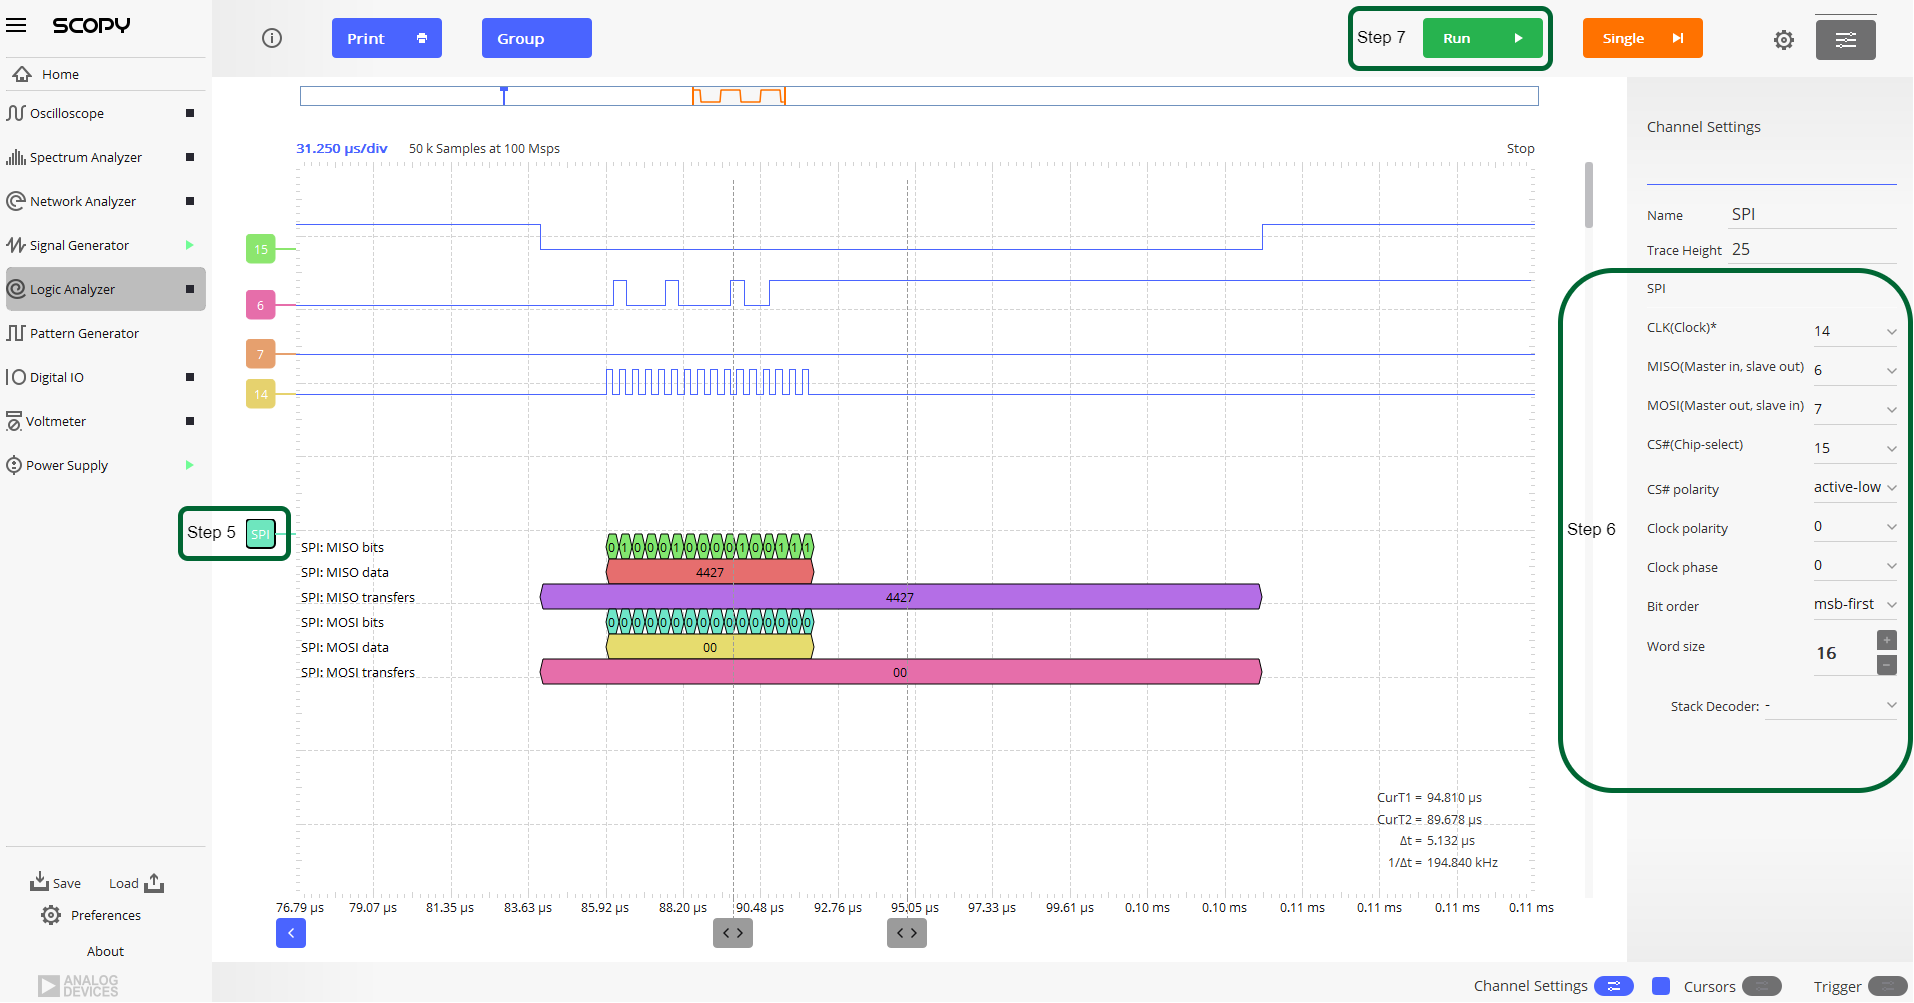 SCOPY
Print
Group
Step 7
Run
Single
Home
Oscilloscope
Spectrum Analyzer
Network Analyzer
Signal Generator
Logic Analyzer
Pattern Generator
Digital IO
Voltmeter
Power Supply
Save
Load
Preferences
About
ANALOG
DEVICES
31.250 µs/div
50 k Samples at 100 Msps
Stop
15
6
7
14
Step 5
SPI
SPI: MISO bits
0 1 0 0 0 1 0 0 0 0 1 0 0 1 1 1
SPI: MISO data
4427
SPI: MISO transfers
4427
SPI: MOSI bits
0 0 0 0 0 0 0 0 0 0 0 0 0 0 0 0
SPI: MOSI data
00
SPI: MOSI transfers
00
CurT1 = 94.810 µs
CurT2 = 89.678 µs
Δt = 5.132 µs
1/Δt = 194.840 kHz
76.79 µs 79.07 µs 81.35 µs 83.63 µs 85.92 µs 88.20 µs 90.48 µs 92.76 µs 95.05 µs 97.33 µs 99.61 µs 0.10 ms 0.10 ms 0.11 ms 0.11 ms 0.11 ms 0.11 ms
Channel Settings
Name SPI
Trace Height 25
Step 6
SPI
CLK(Clock)* 14
MISO(Master in, slave out) 6
MOSI(Master out, slave in) 7
CS#(Chip-select) 15
CS# polarity active-low
Clock polarity 0
Clock phase 0
Bit order msb-first
Word size 16
Stack Decoder: -
Channel Settings
Cursors
Trigger